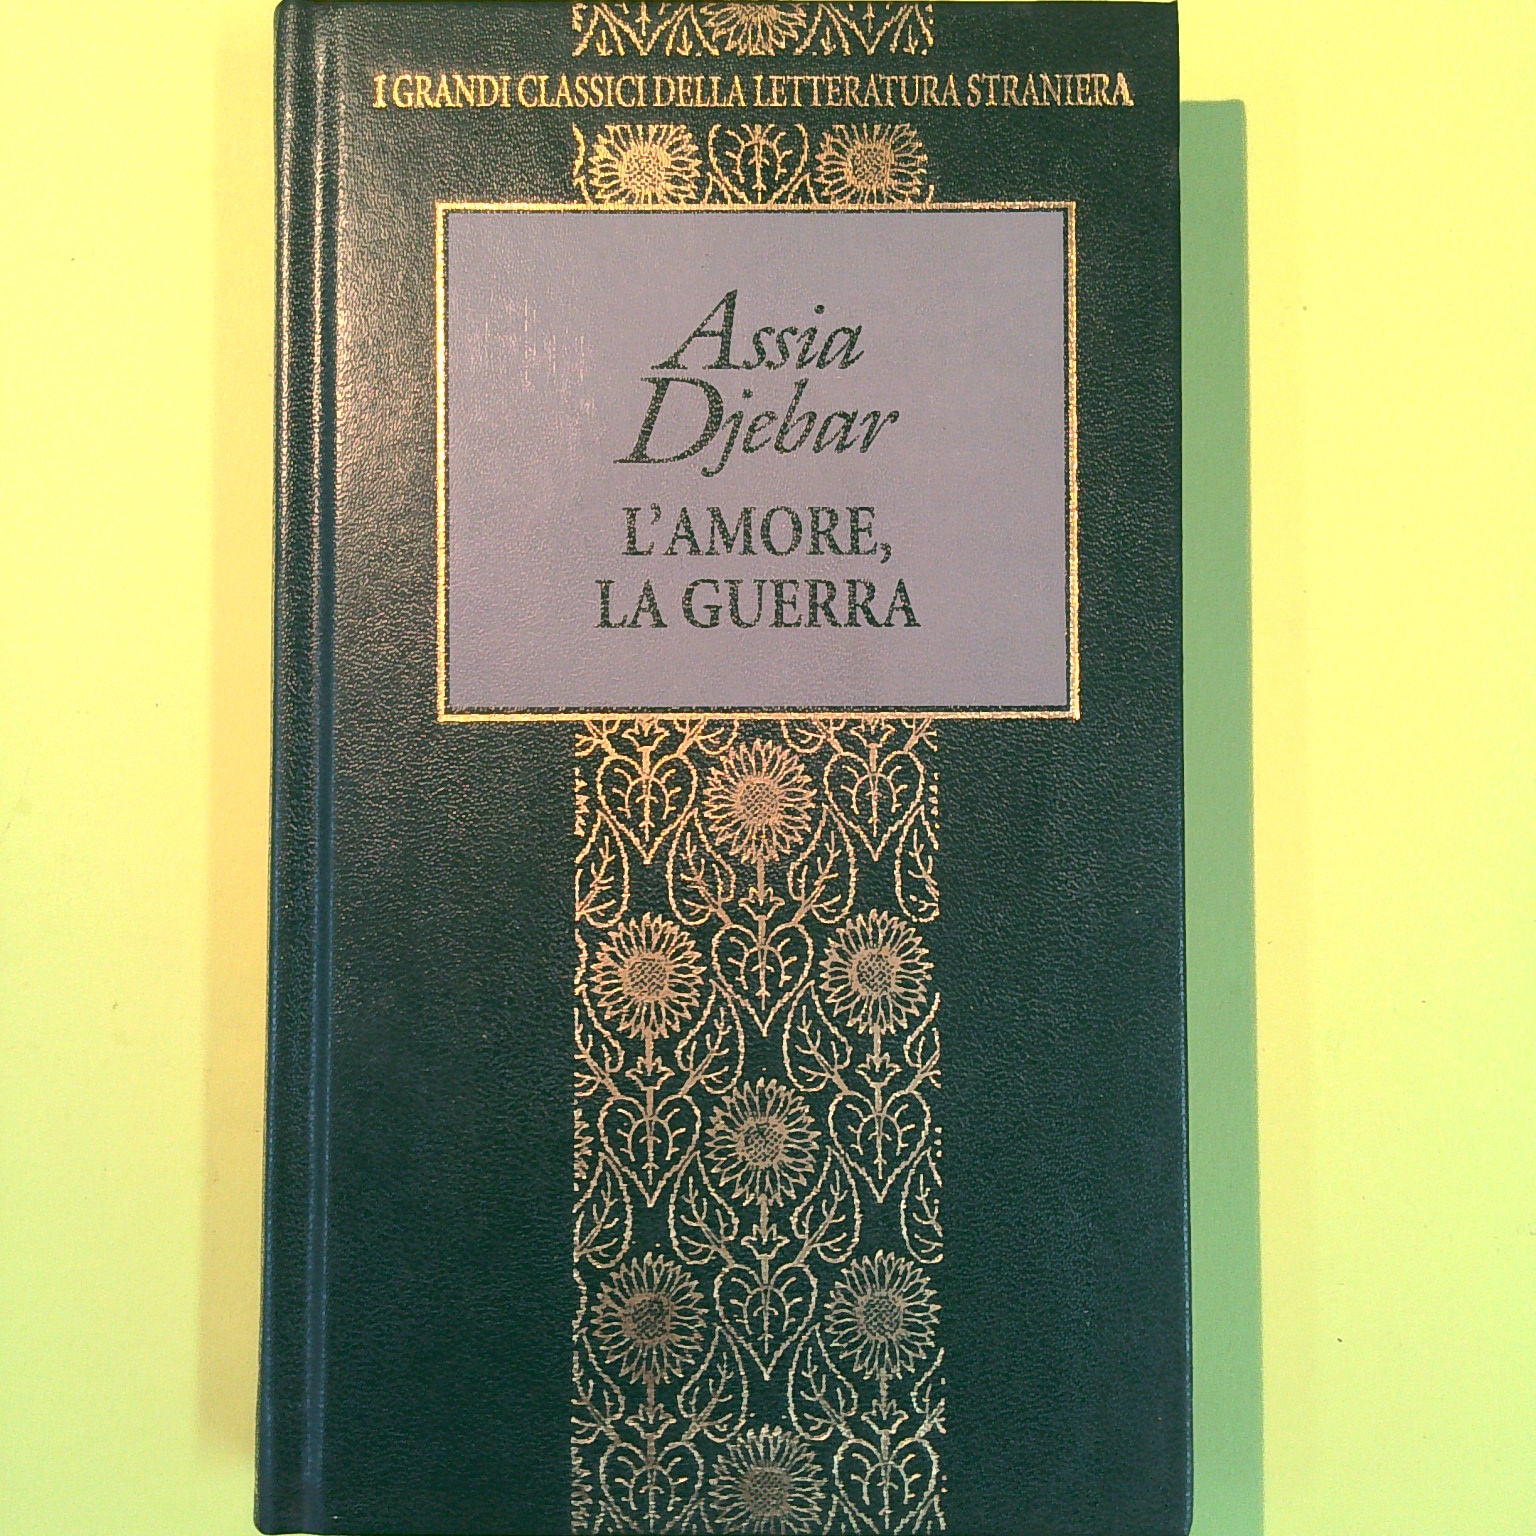 I GRANDI CLASSICI DELLA LETTERATURA STRANIERA
Assia
Djebar
L'AMORE,
LA GUERRA